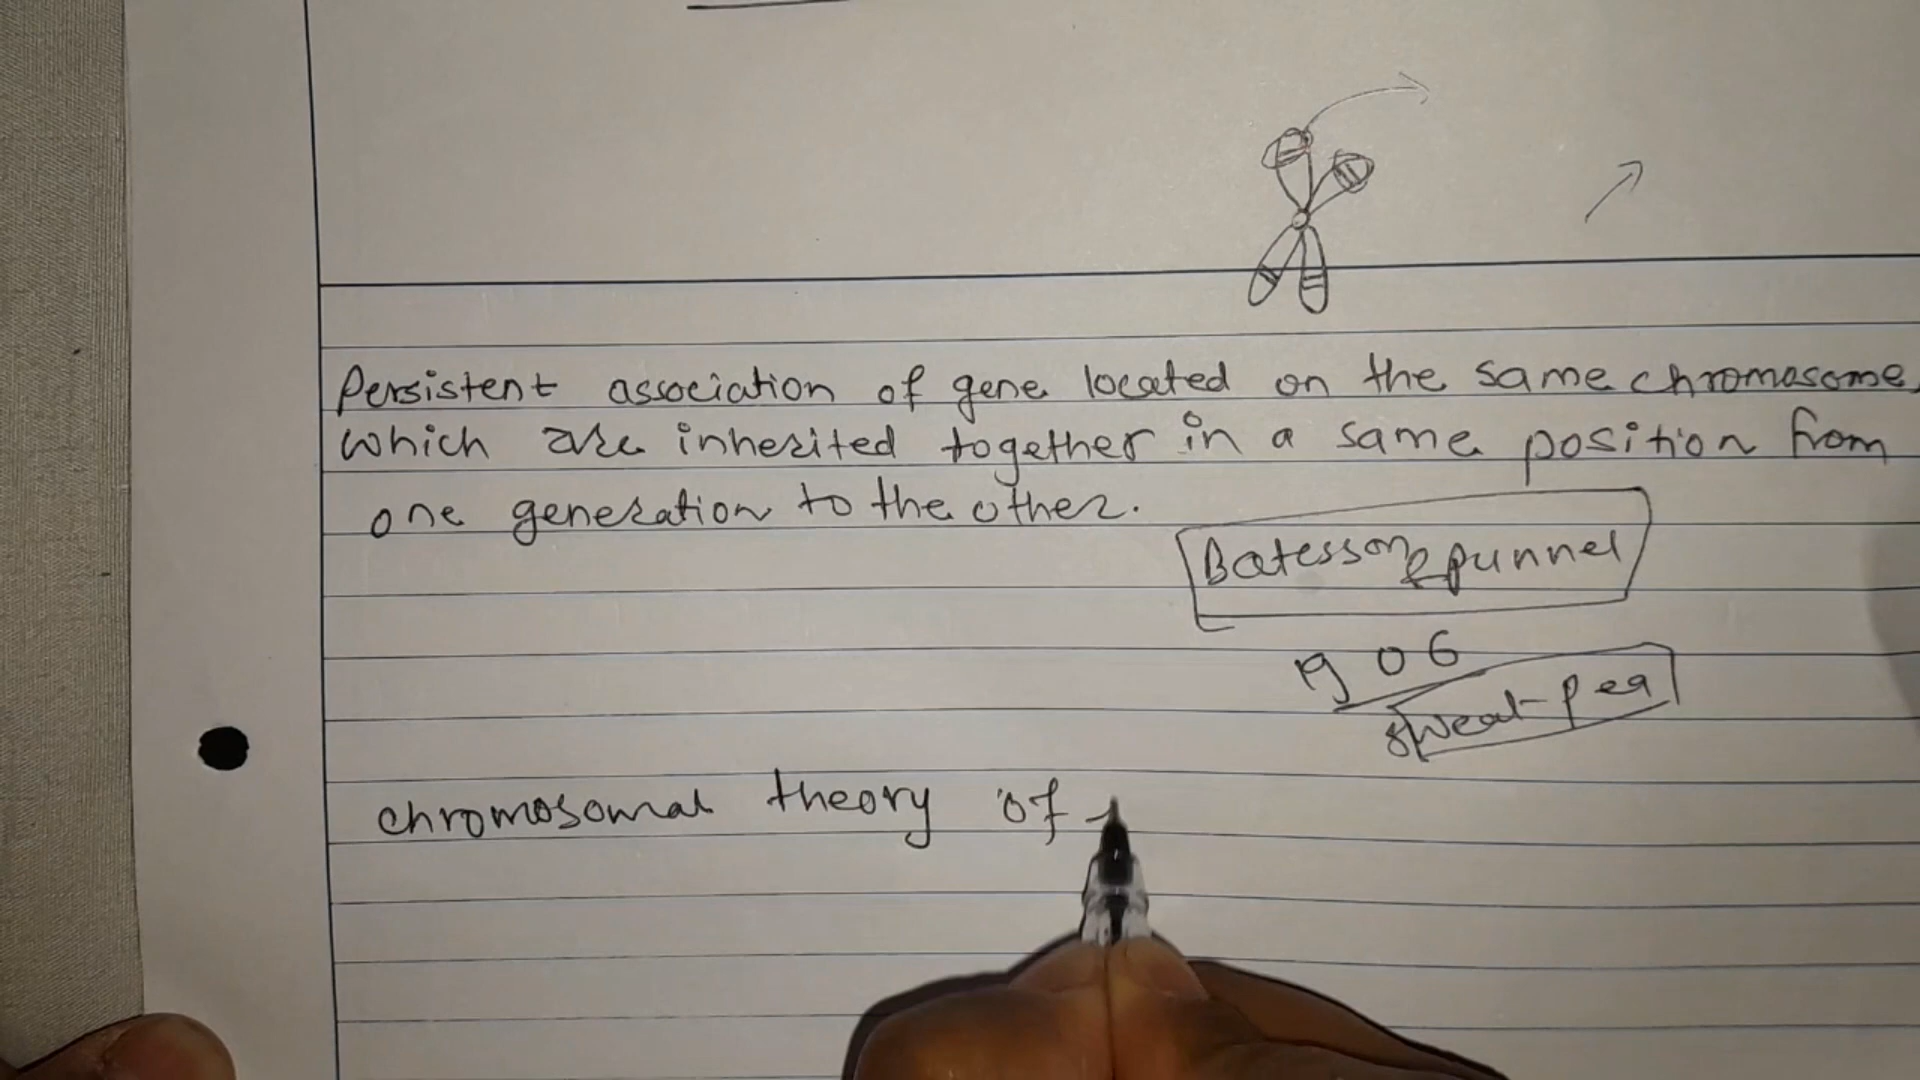 Persistent association of gene located on the same chromosome,
which are inherited together in a same position from
one generation to the other.
Batesson & punnel
1906
sweat-pea
chromosomal theory of